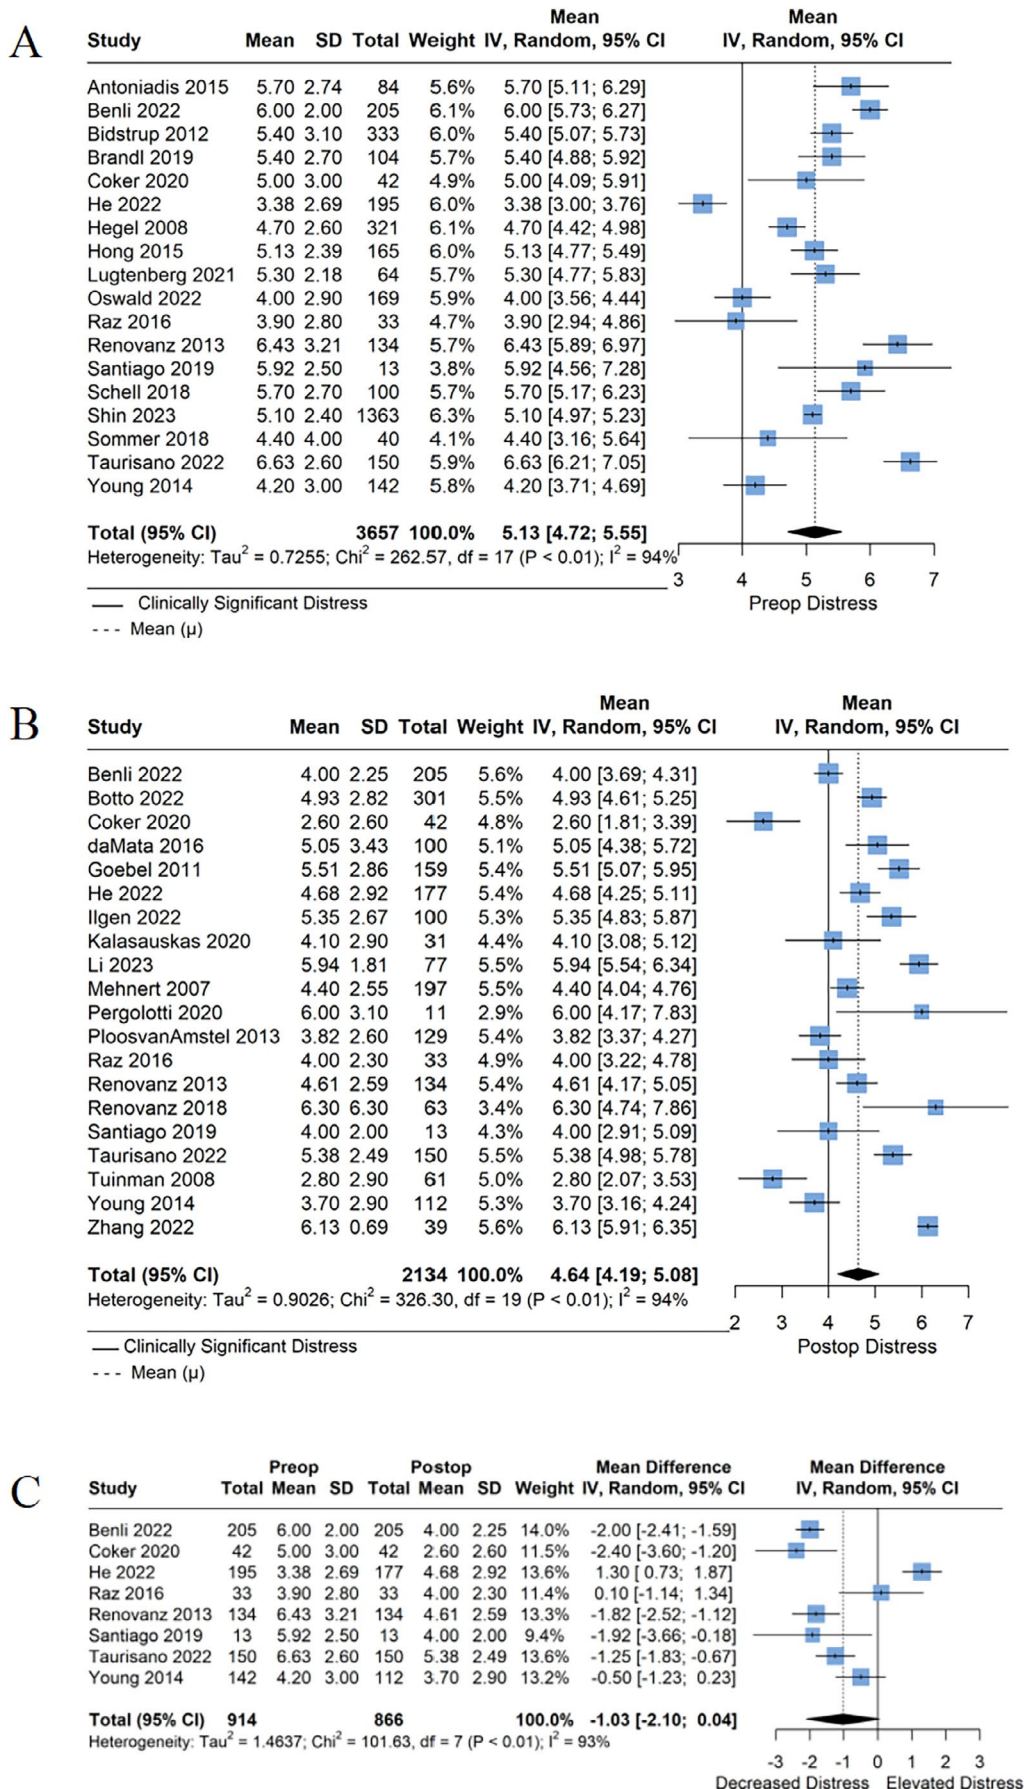 A
Mean Mean
Study Mean SD Total Weight IV, Random, 95% CI IV, Random, 95% CI
Antoniadis 2015 5.70 2.74 84 5.6% 5.70 [5.11; 6.29]
Benli 2022 6.00 2.00 205 6.1% 6.00 [5.73; 6.27]
Bidstrup 2012 5.40 3.10 333 6.0% 5.40 [5.07; 5.73]
Brandl 2019 5.40 2.70 104 5.7% 5.40 [4.88; 5.92]
Coker 2020 5.00 3.00 42 4.9% 5.00 [4.09; 5.91]
He 2022 3.38 2.69 195 6.0% 3.38 [3.00; 3.76]
Hegel 2008 4.70 2.60 321 6.1% 4.70 [4.42; 4.98]
Hong 2015 5.13 2.39 165 6.0% 5.13 [4.77; 5.49]
Lugtenberg 2021 5.30 2.18 64 5.7% 5.30 [4.77; 5.83]
Oswald 2022 4.00 2.90 169 5.9% 4.00 [3.56; 4.44]
Raz 2016 3.90 2.80 33 4.7% 3.90 [2.94; 4.86]
Renovanz 2013 6.43 3.21 134 5.7% 6.43 [5.89; 6.97]
Santiago 2019 5.92 2.50 13 3.8% 5.92 [4.56; 7.28]
Schell 2018 5.70 2.70 100 5.7% 5.70 [5.17; 6.23]
Shin 2023 5.10 2.40 1363 6.3% 5.10 [4.97; 5.23]
Sommer 2018 4.40 4.00 40 4.1% 4.40 [3.16; 5.64]
Taurisano 2022 6.63 2.60 150 5.9% 6.63 [6.21; 7.05]
Young 2014 4.20 3.00 142 5.8% 4.20 [3.71; 4.69]
Total (95% CI) 3657 100.0% 5.13 [4.72; 5.55]
Heterogeneity: Tau² = 0.7255; Chi² = 262.57, df = 17 (P < 0.01); I² = 94%
3 4 5 6 7
Clinically Significant Distress Preop Distress
Mean (μ)
B
Mean Mean
Study Mean SD Total Weight IV, Random, 95% CI IV, Random, 95% CI
Benli 2022 4.00 2.25 205 5.6% 4.00 [3.69; 4.31]
Botto 2022 4.93 2.82 301 5.5% 4.93 [4.61; 5.25]
Coker 2020 2.60 2.60 42 4.8% 2.60 [1.81; 3.39]
daMata 2016 5.05 3.43 100 5.1% 5.05 [4.38; 5.72]
Goebel 2011 5.51 2.86 159 5.4% 5.51 [5.07; 5.95]
He 2022 4.68 2.92 177 5.4% 4.68 [4.25; 5.11]
Ilgen 2022 5.35 2.67 100 5.3% 5.35 [4.83; 5.87]
Kalasauskas 2020 4.10 2.90 31 4.4% 4.10 [3.08; 5.12]
Li 2023 5.94 1.81 77 5.5% 5.94 [5.54; 6.34]
Mehnert 2007 4.40 2.55 197 5.5% 4.40 [4.04; 4.76]
Pergolotti 2020 6.00 3.10 11 2.9% 6.00 [4.17; 7.83]
PloosvanAmstel 2013 3.82 2.60 129 5.4% 3.82 [3.37; 4.27]
Raz 2016 4.00 2.30 33 4.9% 4.00 [3.22; 4.78]
Renovanz 2013 4.61 2.59 134 5.4% 4.61 [4.17; 5.05]
Renovanz 2018 6.30 6.30 63 3.4% 6.30 [4.74; 7.86]
Santiago 2019 4.00 2.00 13 4.3% 4.00 [2.91; 5.09]
Taurisano 2022 5.38 2.49 150 5.5% 5.38 [4.98; 5.78]
Tuinman 2008 2.80 2.90 61 5.0% 2.80 [2.07; 3.53]
Young 2014 3.70 2.90 112 5.3% 3.70 [3.16; 4.24]
Zhang 2022 6.13 0.69 39 5.6% 6.13 [5.91; 6.35]
Total (95% CI) 2134 100.0% 4.64 [4.19; 5.08]
Heterogeneity: Tau² = 0.9026; Chi² = 326.30, df = 19 (P < 0.01); I² = 94%
2 3 4 5 6 7
Clinically Significant Distress Postop Distress
Mean (μ)
C
Preop Postop Mean Difference Mean Difference
Study Total Mean SD Total Mean SD Weight IV, Random, 95% CI IV, Random, 95% CI
Benli 2022 205 6.00 2.00 205 4.00 2.25 14.0% -2.00 [-2.41; -1.59]
Coker 2020 42 5.00 3.00 42 2.60 2.60 11.5% -2.40 [-3.60; -1.20]
He 2022 195 3.38 2.69 177 4.68 2.92 13.6% 1.30 [ 0.73; 1.87]
Raz 2016 33 3.90 2.80 33 4.00 2.30 11.4% 0.10 [-1.14; 1.34]
Renovanz 2013 134 6.43 3.21 134 4.61 2.59 13.3% -1.82 [-2.52; -1.12]
Santiago 2019 13 5.92 2.50 13 4.00 2.00 9.4% -1.92 [-3.66; -0.18]
Taurisano 2022 150 6.63 2.60 150 5.38 2.49 13.6% -1.25 [-1.83; -0.67]
Young 2014 142 4.20 3.00 112 3.70 2.90 13.2% -0.50 [-1.23; 0.23]
Total (95% CI) 914 866 100.0% -1.03 [-2.10; 0.04]
Heterogeneity: Tau² = 1.4637; Chi² = 101.63, df = 7 (P < 0.01); I² = 93%
-3 -2 -1 0 1 2 3
Decreased Distress Elevated Distress